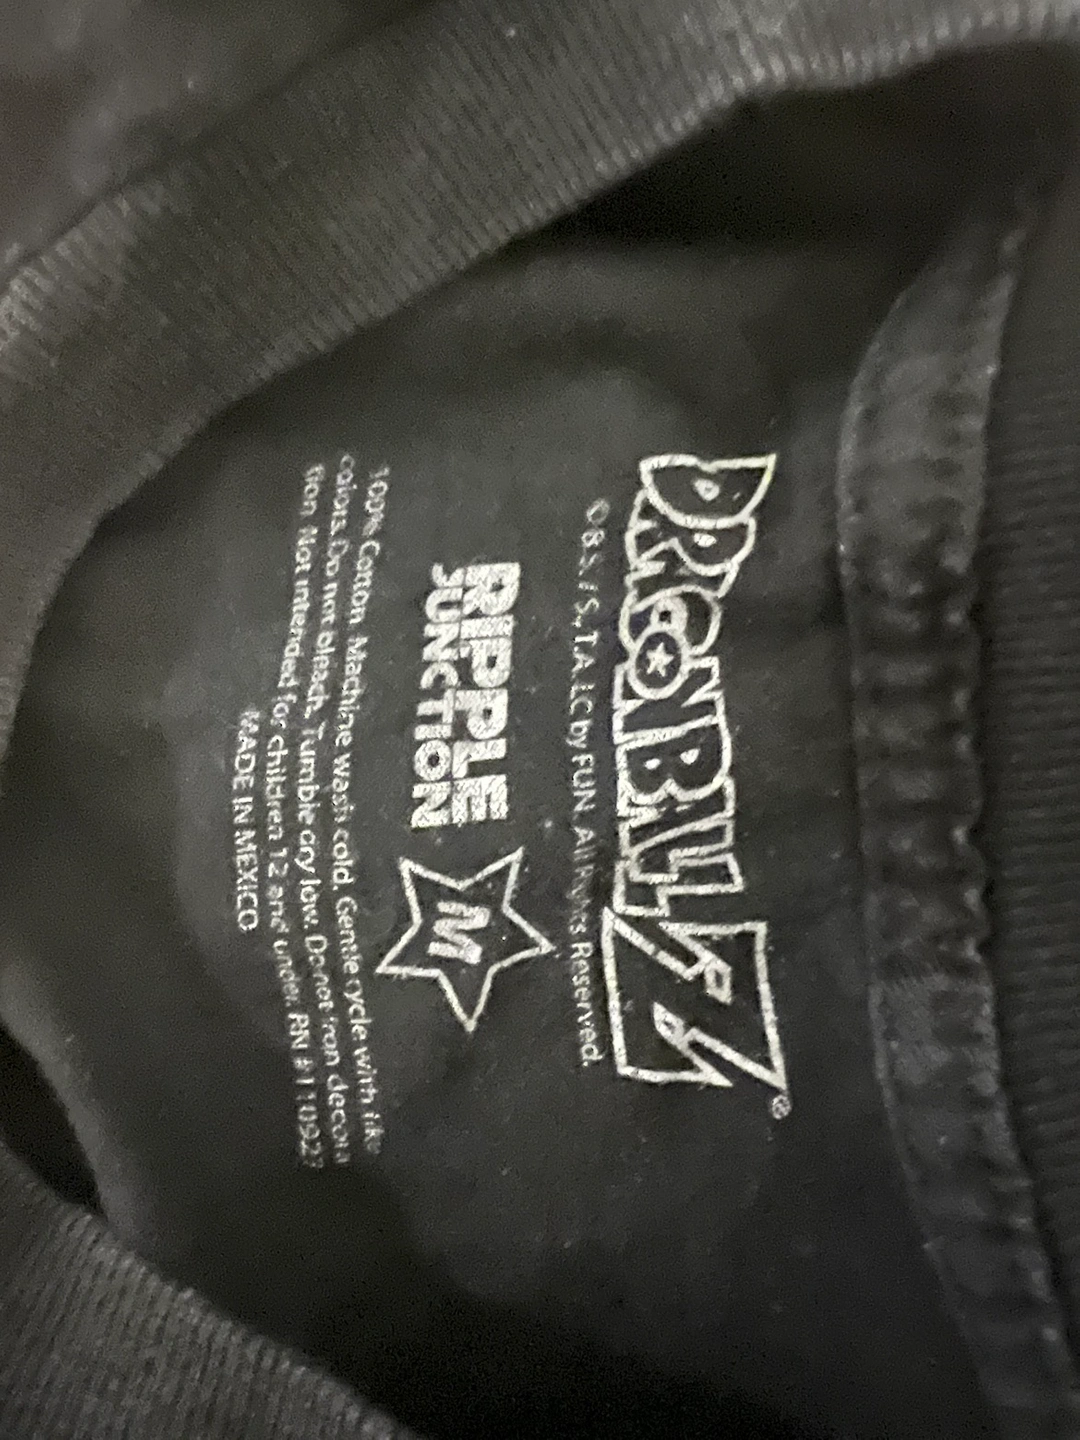 DRAGONBALL Z®
© B.S. / S., T.A. LC by FUN. All Rights Reserved.
RIPPLE
JUNCTION
M
100% Cotton. Machine wash cold. Gentle cycle with like
colors. Do not bleach. Tumble dry low. Do not iron decora
tion. Not intended for children 12 and under. RN #110927
MADE IN MEXICO